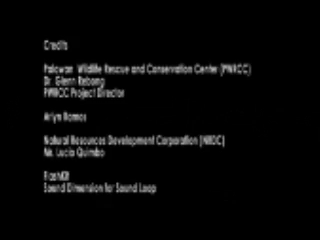 Credits
Palawan Wildlife Rescue and Conservation Center (PWRCC)
Dr. Glenn Rebong
PWRCC Project Director
Arlyn Ramos
Natural Resources Development Corporation (NRDC)
Ms. Lucia Quimbo
Flashkit
Sound Dimension for Sound Loop